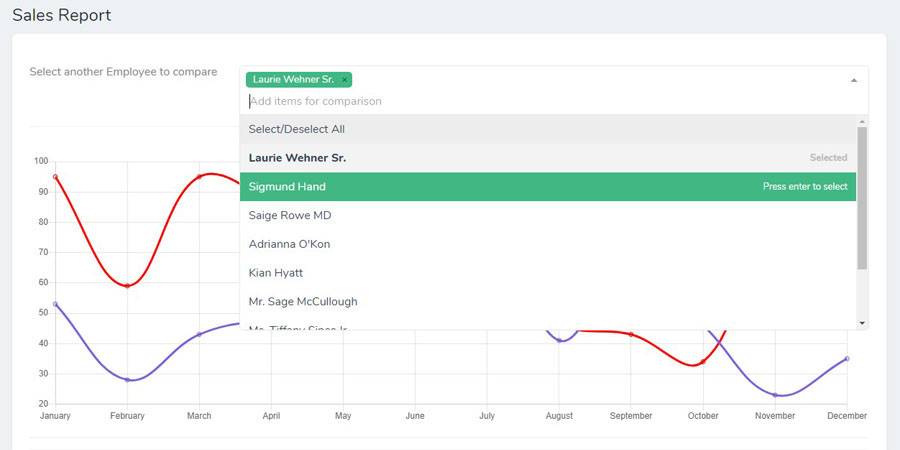 Sales Report
Select another Employee to compare
Laurie Wehner Sr. ×
Add items for comparison
Select/Deselect All
Laurie Wehner Sr. Selected
Sigmund Hand Press enter to select
Saige Rowe MD
Adrianna O'Kon
Kian Hyatt
Mr. Sage McCullough
100
90
80
70
60
50
40
30
20
January February March April May June July August September October November December